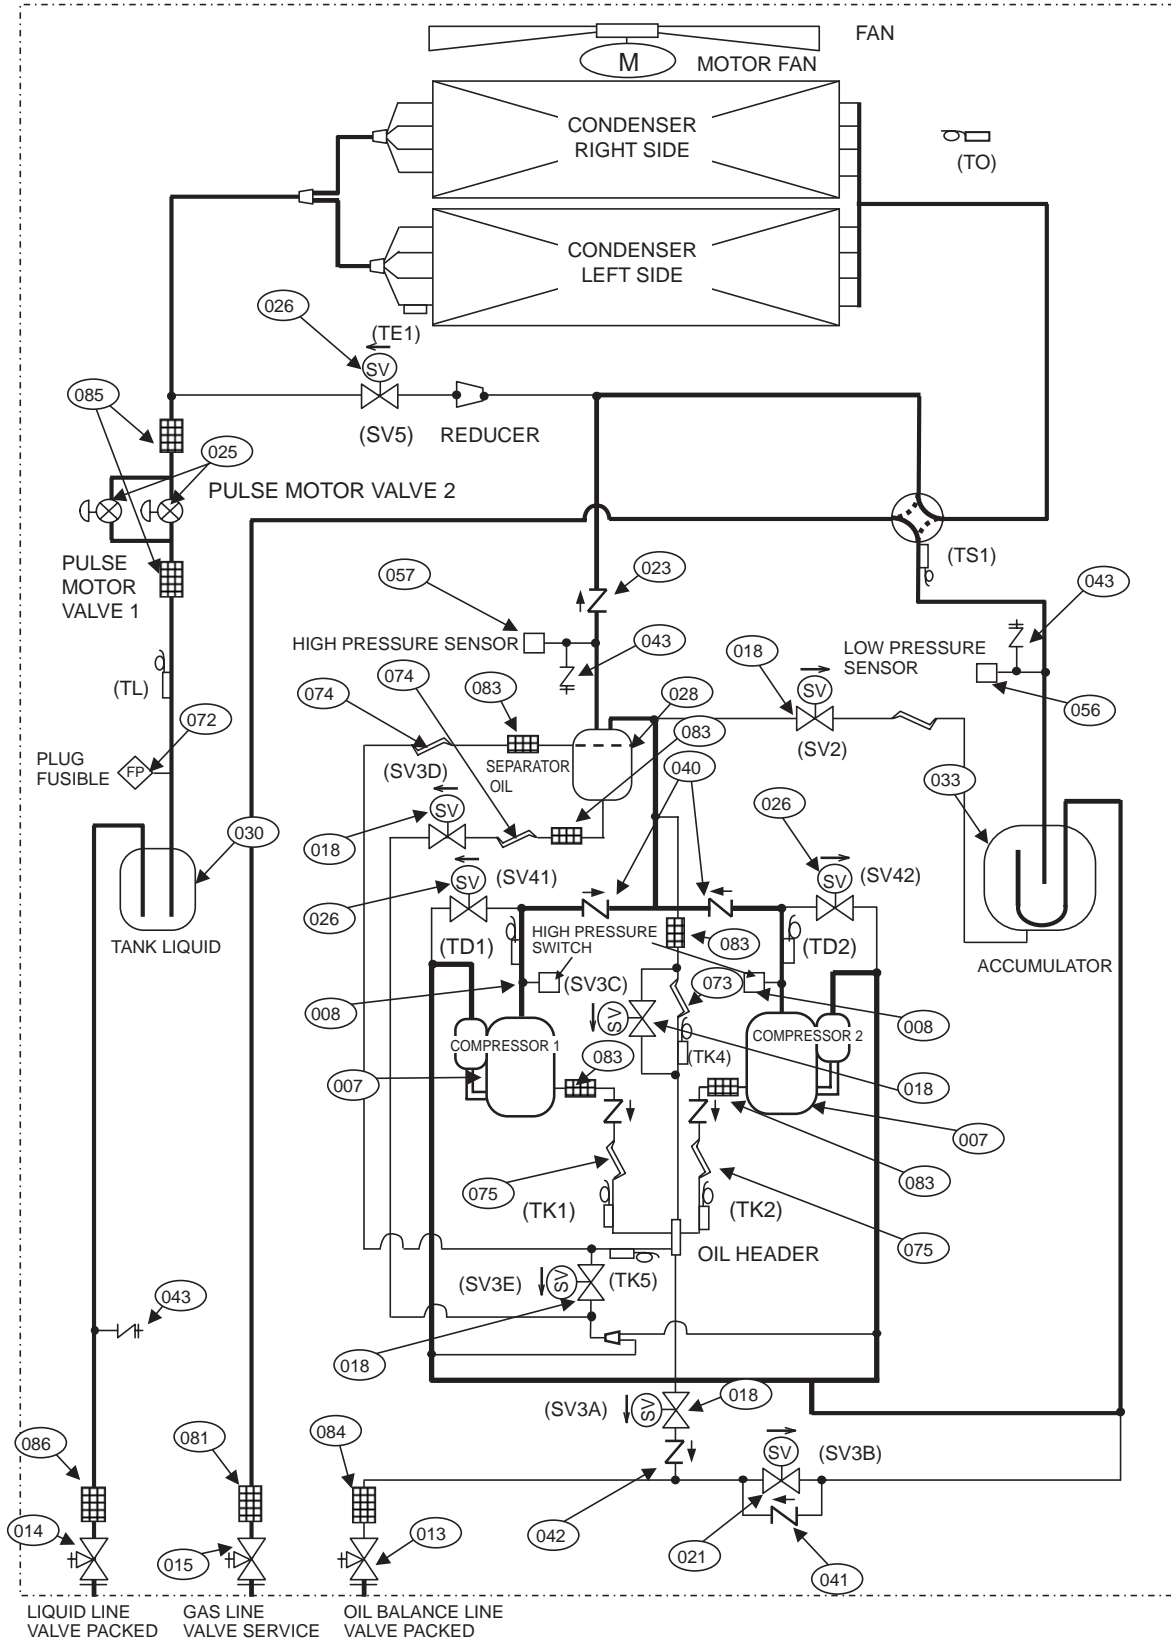 FAN
M
MOTOR FAN
CONDENSER
RIGHT SIDE
(TO)
CONDENSER
LEFT SIDE
026
(TE1)
SV
(SV5)
REDUCER
085
025
PULSE MOTOR VALVE 2
PULSE
MOTOR
VALVE 1
(TS1)
057
023
043
HIGH PRESSURE SENSOR
043
018
LOW PRESSURE
SENSOR
056
(TL)
074
074
083
028
083
SV
(SV2)
072
PLUG
FUSIBLE
FP
(SV3D)
SEPARATOR
OIL
040
033
018
SV
026
030
026
SV
(SV41)
SV
(SV42)
TANK LIQUID
(TD1)
HIGH PRESSURE
SWITCH
083
(TD2)
ACCUMULATOR
008
(SV3C)
073
008
SV
COMPRESSOR 1
COMPRESSOR 2
(TK4)
007
083
018
007
075
083
(TK1)
(TK2)
075
OIL HEADER
(SV3E)
SV
(TK5)
043
018
018
(SV3A)
SV
086
081
084
SV
(SV3B)
014
015
013
042
021
041
LIQUID LINE
VALVE PACKED
GAS LINE
VALVE SERVICE
OIL BALANCE LINE
VALVE PACKED